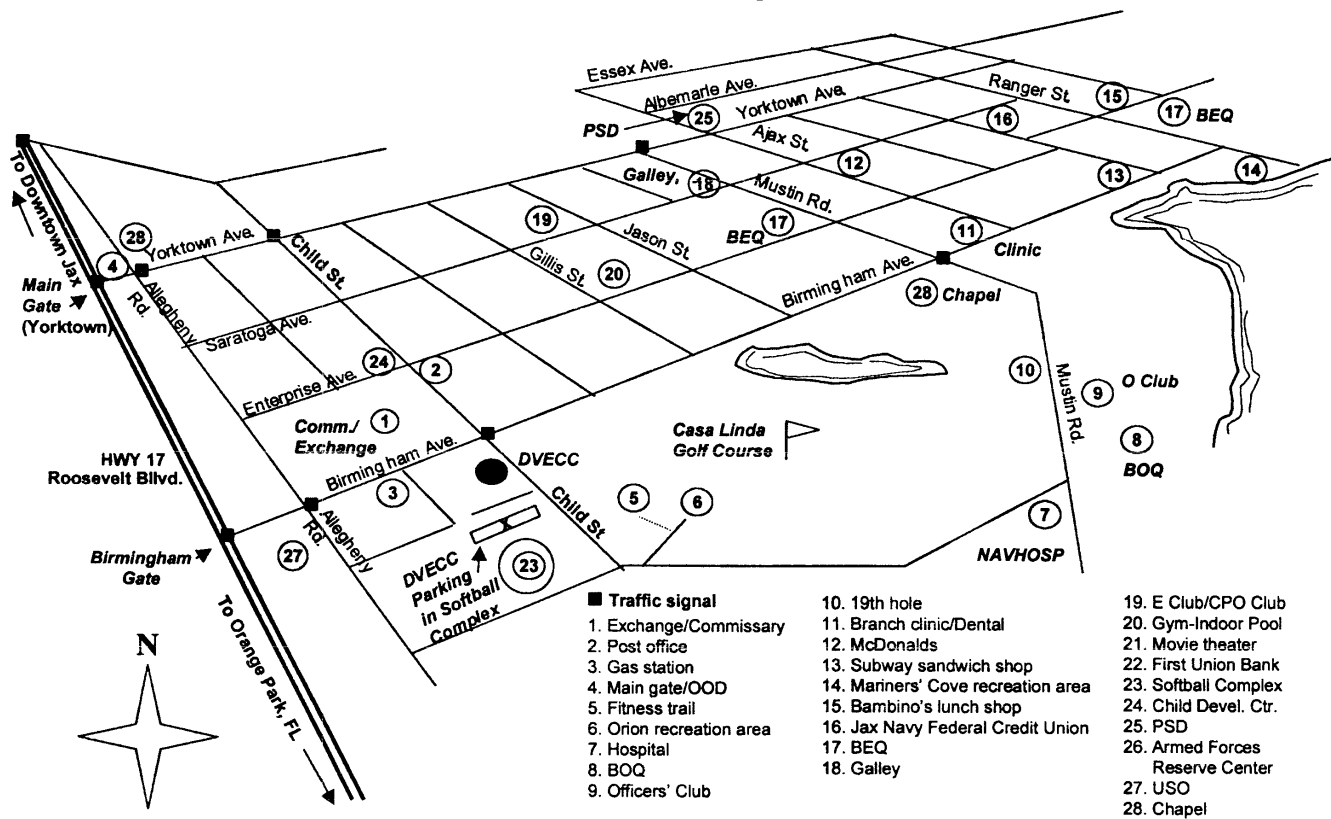 Essex Ave.
Albemarle Ave.
Yorktown Ave.
Ranger St.
15
17 BEQ
PSD
25
Ajax St.
16
To Downtown Jax
Galley,
18
12
13
14
Mustin Rd.
28
Yorktown Ave.
19
17
BEQ
11
Clinic
4
Child St.
Jason St.
Gillis St.
20
Birming ham Ave.
28 Chapel
Main
Gate
(Yorktown)
Allegheny
Rd.
Saratoga Ave.
24
2
Enterprise Ave.
10
Mustin Rd.
9
O Club
Comm./
Exchange
1
Casa Linda
Golf Course
8
BOQ
HWY 17
Roosevelt Bllvd.
Birming ham Ave.
DVECC
3
Child St
5
6
7
NAVHOSP
Allegheny
Rd.
27
Birmingham
Gate
DVECC
Parking
in Softball
Complex
23
To Orange Park, FL
N
Traffic signal
1. Exchange/Commissary
2. Post office
3. Gas station
4. Main gate/OOD
5. Fitness trail
6. Orion recreation area
7. Hospital
8. BOQ
9. Officers' Club
10. 19th hole
11. Branch clinic/Dental
12. McDonalds
13. Subway sandwich shop
14. Mariners' Cove recreation area
15. Bambino's lunch shop
16. Jax Navy Federal Credit Union
17. BEQ
18. Galley
19. E Club/CPO Club
20. Gym-Indoor Pool
21. Movie theater
22. First Union Bank
23. Softball Complex
24. Child Devel. Ctr.
25. PSD
26. Armed Forces
Reserve Center
27. USO
28. Chapel